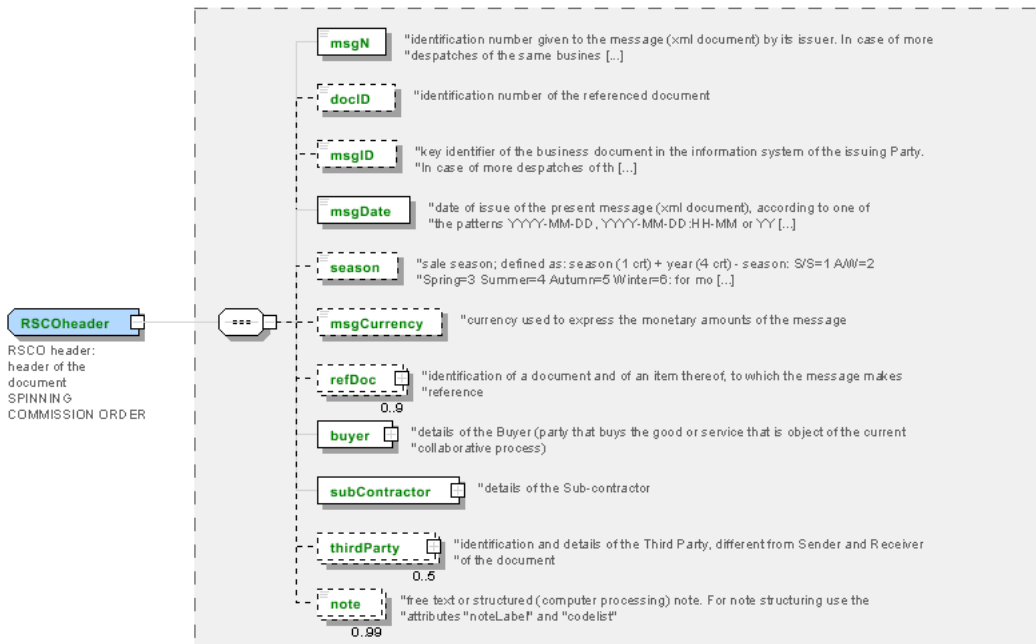 msgN
"identification number given to the message (xml document) by its issuer. In case of more
"despatches of the same busines [...]
docID
"identification number of the referenced document
msgID
"key identifier of the business document in the information system of the issuing Party.
"In case of more despatches of th [...]
msgDate
"date of issue of the present message (xml document), according to one of
"the patterns YYYY-MM-DD, YYYY-MM-DD:HH-MM or YY [...]
season
"sale season; defined as: season (1 crt) + year (4 crt) - season: S/S=1 A/W=2
"Spring=3 Summer=4 Autumn=5 Winter=6: for mo [...]
RSCOheader
RSCO header:
header of the
document
SPINNING
COMMISSION ORDER
msgCurrency
"currency used to express the monetary amounts of the message
refDoc
0..9
"identification of a document and of an item thereof, to which the message makes
"reference
buyer
"details of the Buyer (party that buys the good or service that is object of the current
"collaborative process)
subContractor
"details of the Sub-contractor
thirdParty
0..5
"identification and details of the Third Party, different from Sender and Receiver
"of the document
note
0..99
"free text or structured (computer processing) note. For note structuring use the
"attributes "noteLabel" and "codelist"